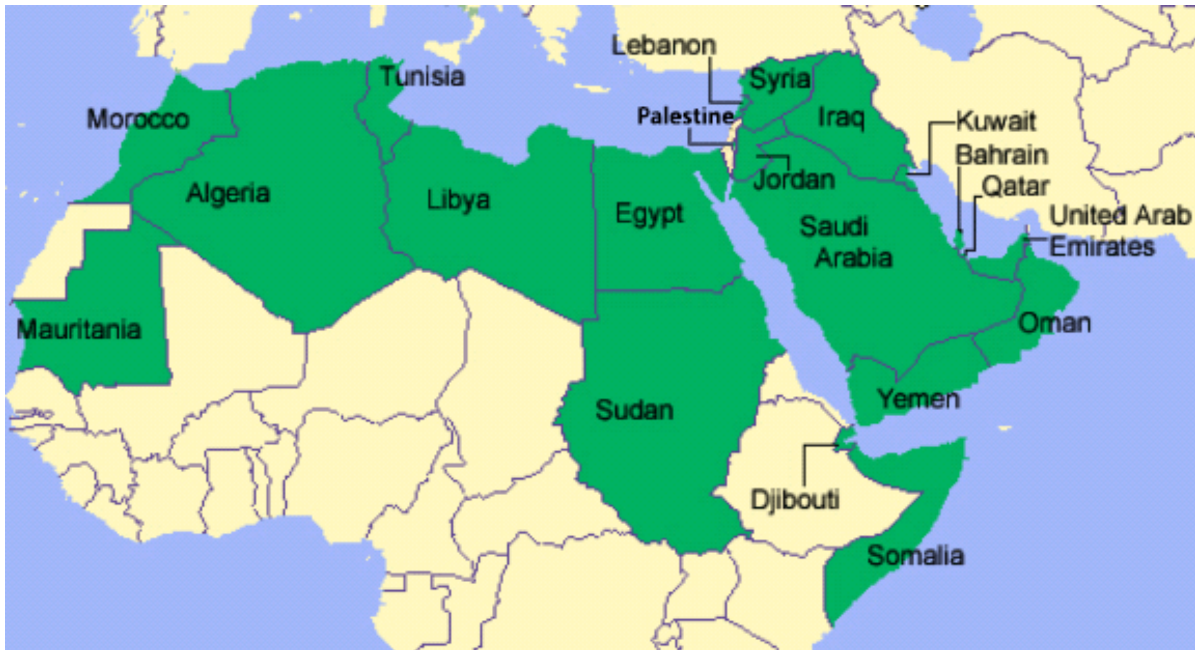 Lebanon
Tunisia
Syria
Morocco
Palestine
Iraq
Kuwait
Bahrain
Jordan
Qatar
Algeria
Libya
Egypt
Saudi
Arabia
United Arab
Emirates
Mauritania
Oman
Sudan
Yemen
Djibouti
Somalia